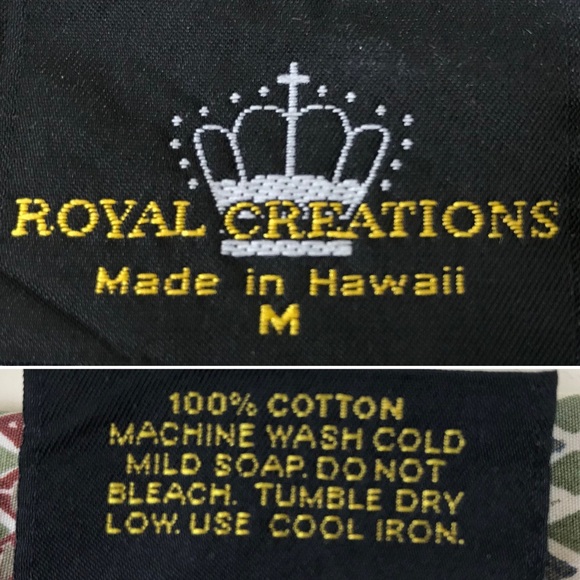 ROYAL CREATIONS
Made in Hawaii
M
100% COTTON
MACHINE WASH COLD
MILD SOAP. DO NOT
BLEACH. TUMBLE DRY
LOW. USE COOL IRON.